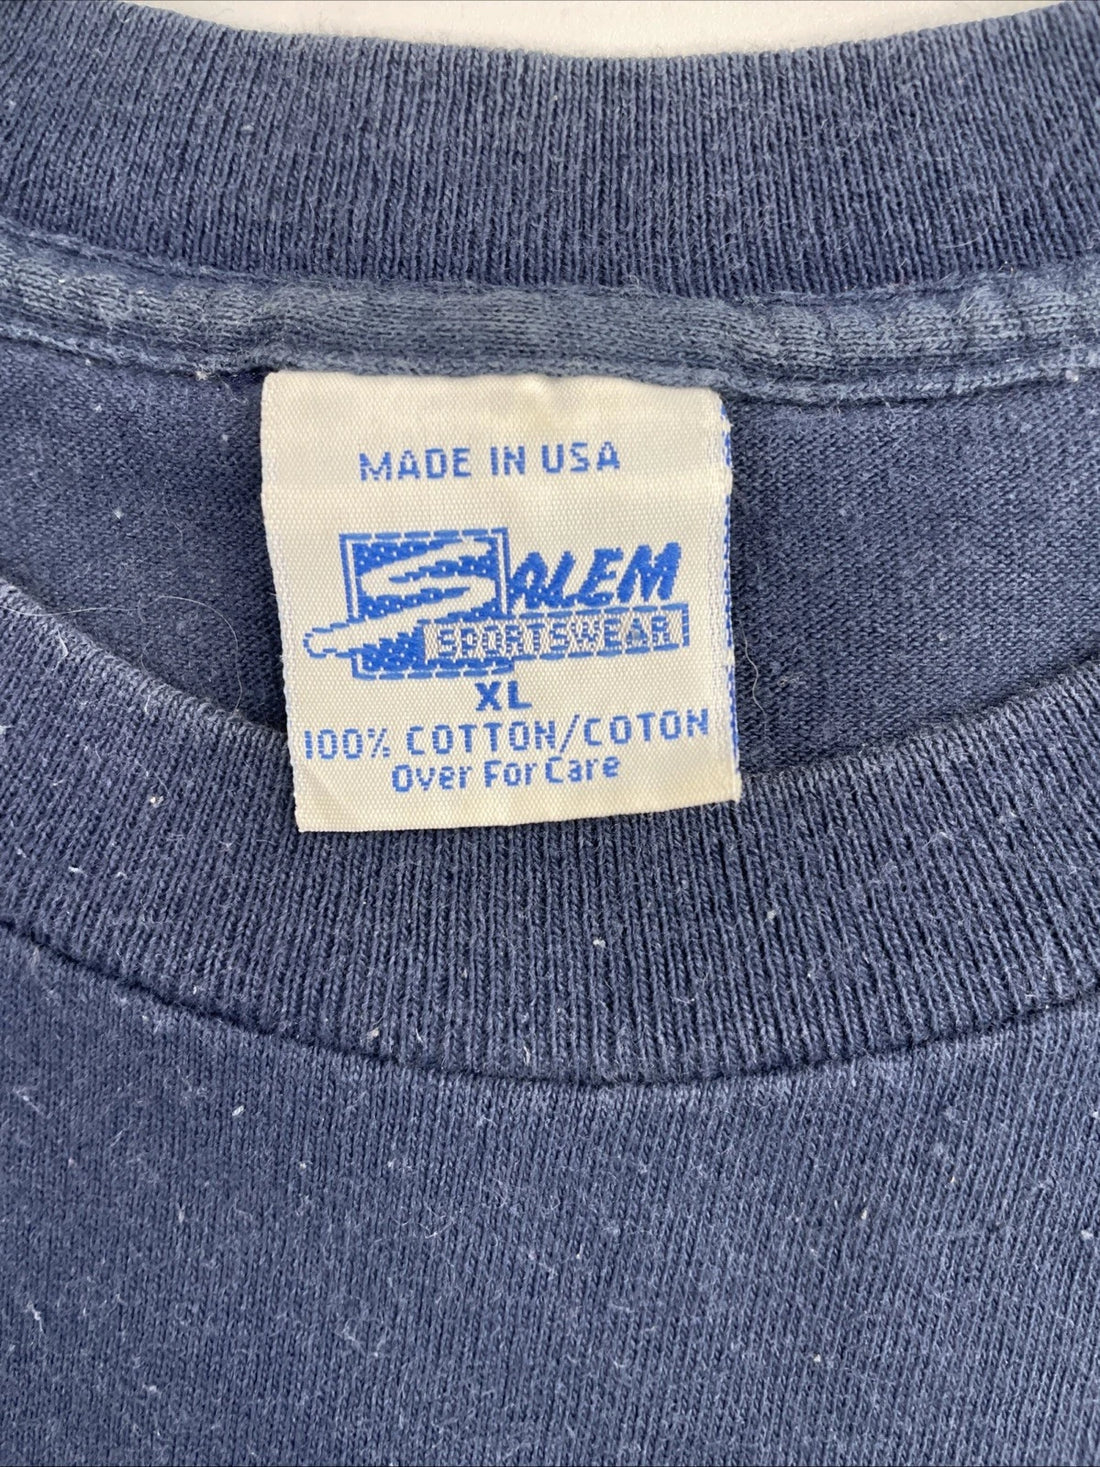 MADE IN USA
SALEM
SPORTSWEAR
XL
100% COTTON/COTON
Over For Care